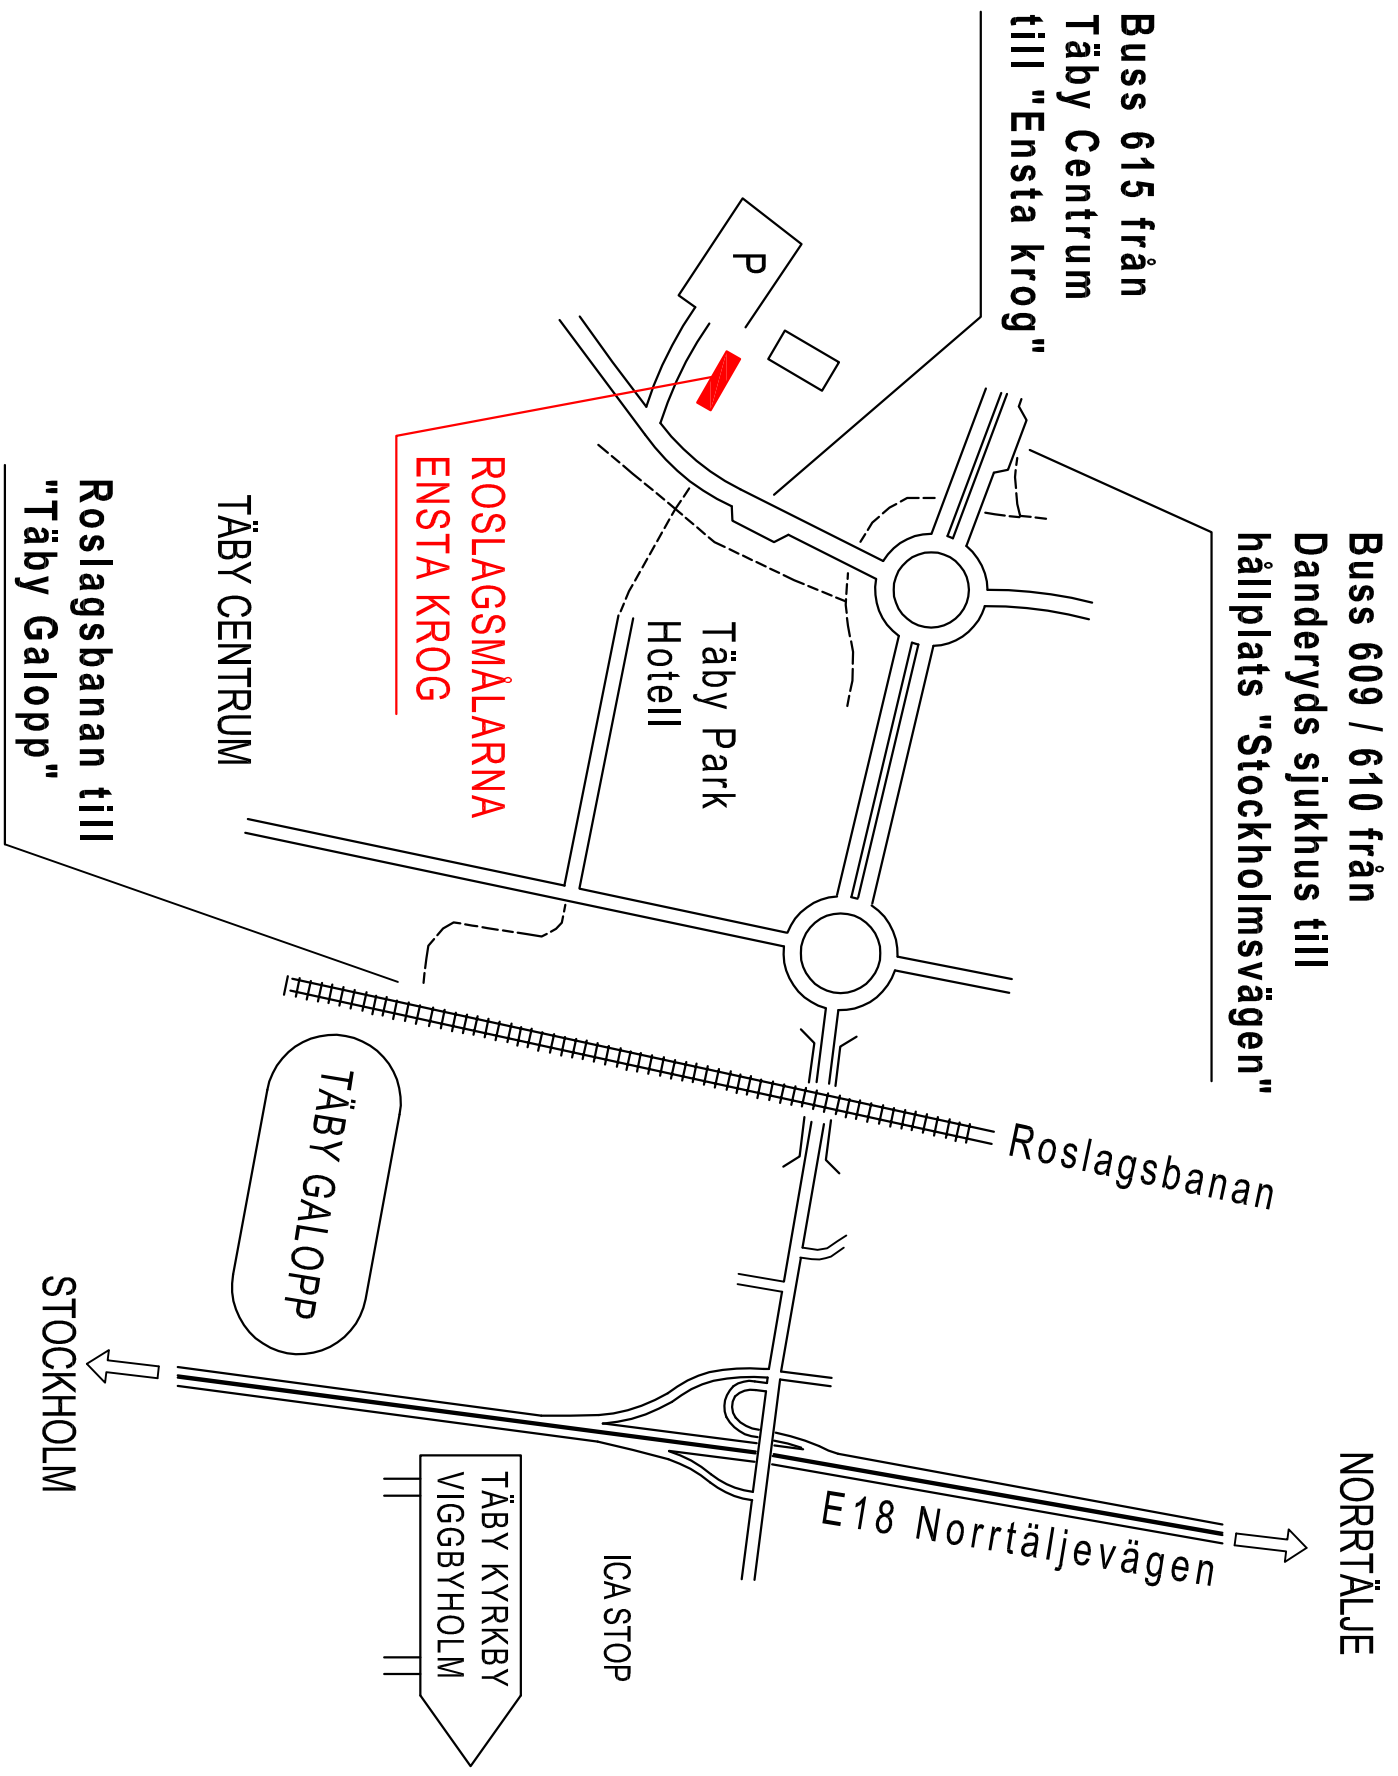 Buss 609 / 610 från
Danderyds sjukhus till
hållplats "Stockholmsvägen"
Buss 615 från
Täby Centrum
till "Ensta krog"
P
Täby Park
Hotell
ROSLAGSMÅLARNA
ENSTA KROG
TÄBY CENTRUM
Roslagsbanan till
"Täby Galopp"
Roslagsbanan
TÄBY GALOPP
NORRTÄLJE
E18 Norrtäljevägen
ICA STOP
TÄBY KYRKBY
VIGGBYHOLM
STOCKHOLM